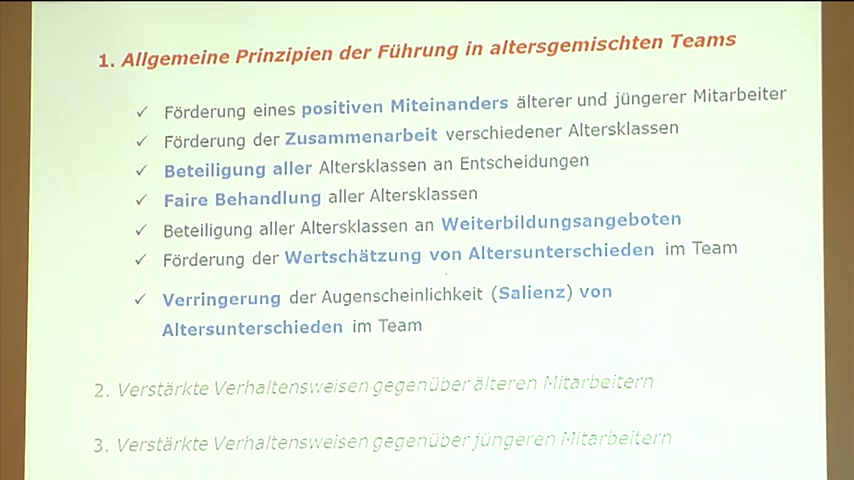 1. Allgemeine Prinzipien der Führung in altersgemischten Teams
✓ Förderung eines positiven Miteinanders älterer und jüngerer Mitarbeiter
✓ Förderung der Zusammenarbeit verschiedener Altersklassen
✓ Beteiligung aller Altersklassen an Entscheidungen
✓ Faire Behandlung aller Altersklassen
✓ Beteiligung aller Altersklassen an Weiterbildungsangeboten
✓ Förderung der Wertschätzung von Altersunterschieden im Team
✓ Verringerung der Augenscheinlichkeit (Salienz) von
Altersunterschieden im Team
2. Verstärkte Verhaltensweisen gegenüber älteren Mitarbeitern
3. Verstärkte Verhaltensweisen gegenüber jüngeren Mitarbeitern